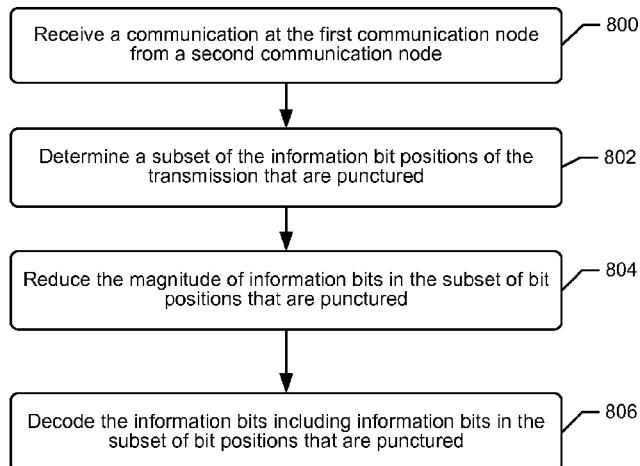 Receive a communication at the first communication node
from a second communication node
800
Determine a subset of the information bit positions of the
transmission that are punctured
802
Reduce the magnitude of information bits in the subset of bit
positions that are punctured
804
Decode the information bits including information bits in the
subset of bit positions that are punctured
806